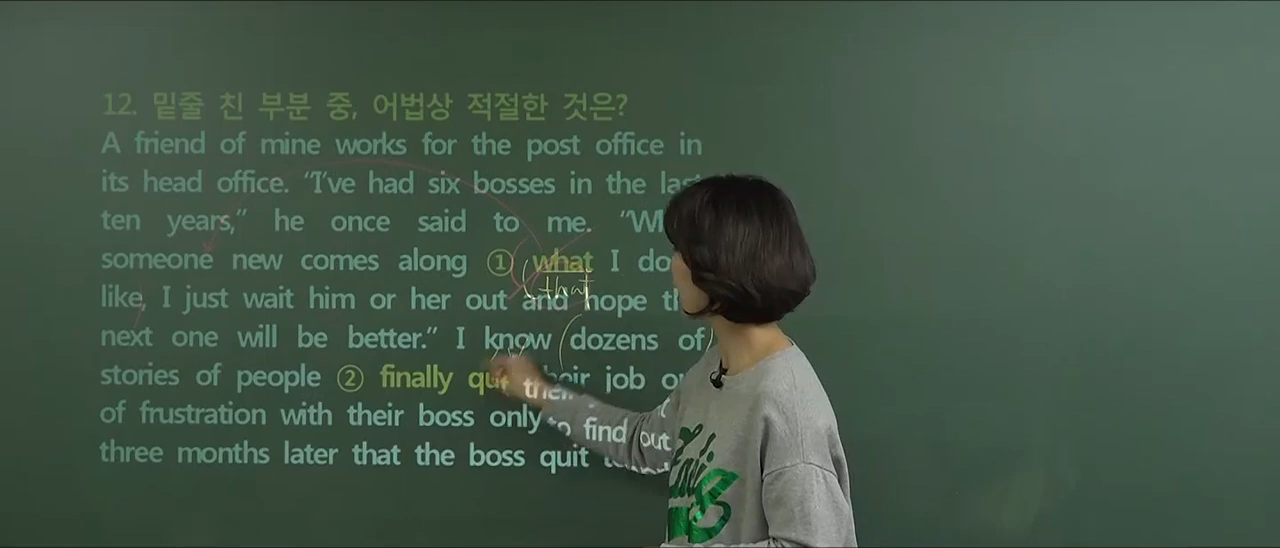 12. 밑줄 친 부분 중, 어법상 적절한 것은?
A friend of mine works for the post office in
its head office. “I’ve had six bosses in the
ten years,” he once said to me.
someone new comes along ① what I
that
like, I just wait him or her out and hope
next one will be better.” I know dozens of
stories of people ② finally their job
of frustration with their boss only to find out
three months later that the boss quit